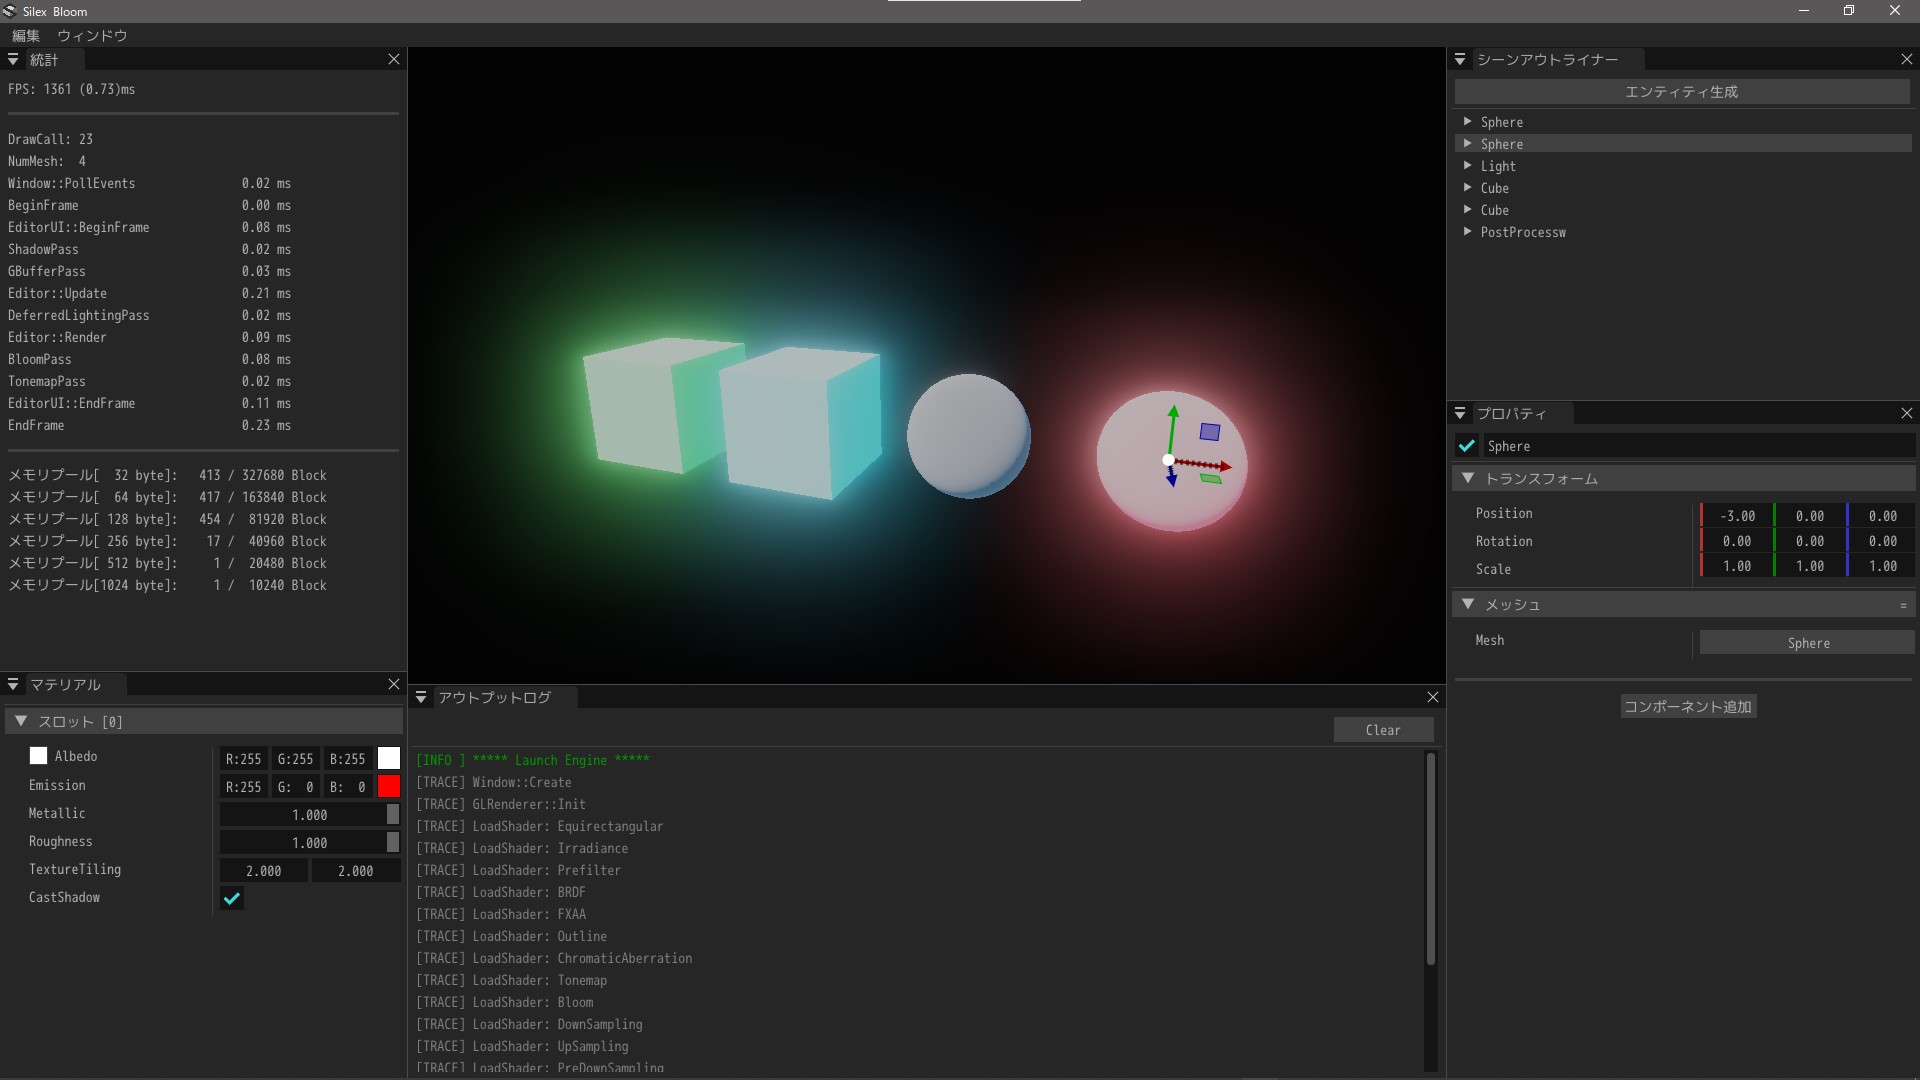 Silex Bloom
編集 ウィンドウ
統計
FPS: 1361 (0.73)ms
DrawCall: 23
NumMesh: 4
Window::PollEvents 0.02 ms
BeginFrame 0.00 ms
EditorUI::BeginFrame 0.08 ms
ShadowPass 0.02 ms
GBufferPass 0.03 ms
Editor::Update 0.21 ms
DeferredLightingPass 0.02 ms
Editor::Render 0.09 ms
BloomPass 0.08 ms
TonemapPass 0.02 ms
EditorUI::EndFrame 0.11 ms
EndFrame 0.23 ms
メモリプール[ 32 byte]: 413 / 327680 Block
メモリプール[ 64 byte]: 417 / 163840 Block
メモリプール[ 128 byte]: 454 / 81920 Block
メモリプール[ 256 byte]: 17 / 40960 Block
メモリプール[ 512 byte]: 1 / 20480 Block
メモリプール[1024 byte]: 1 / 10240 Block
マテリアル
スロット [0]
Albedo R:255 G:255 B:255
Emission R:255 G: 0 B: 0
Metallic 1.000
Roughness 1.000
TextureTiling 2.000 2.000
CastShadow
アウトプットログ
Clear
[INFO ] ***** Launch Engine *****
[TRACE] Window::Create
[TRACE] GLRenderer::Init
[TRACE] LoadShader: Equirectangular
[TRACE] LoadShader: Irradiance
[TRACE] LoadShader: Prefilter
[TRACE] LoadShader: BRDF
[TRACE] LoadShader: FXAA
[TRACE] LoadShader: Outline
[TRACE] LoadShader: ChromaticAberration
[TRACE] LoadShader: Tonemap
[TRACE] LoadShader: Bloom
[TRACE] LoadShader: DownSampling
[TRACE] LoadShader: UpSampling
[TRACE] LoadShader: PreDownSampling
シーンアウトライナー
エンティティ生成
Sphere
Sphere
Light
Cube
Cube
PostProcessw
プロパティ
Sphere
トランスフォーム
Position -3.00 0.00 0.00
Rotation 0.00 0.00 0.00
Scale 1.00 1.00 1.00
メッシュ =
Mesh Sphere
コンポーネント追加